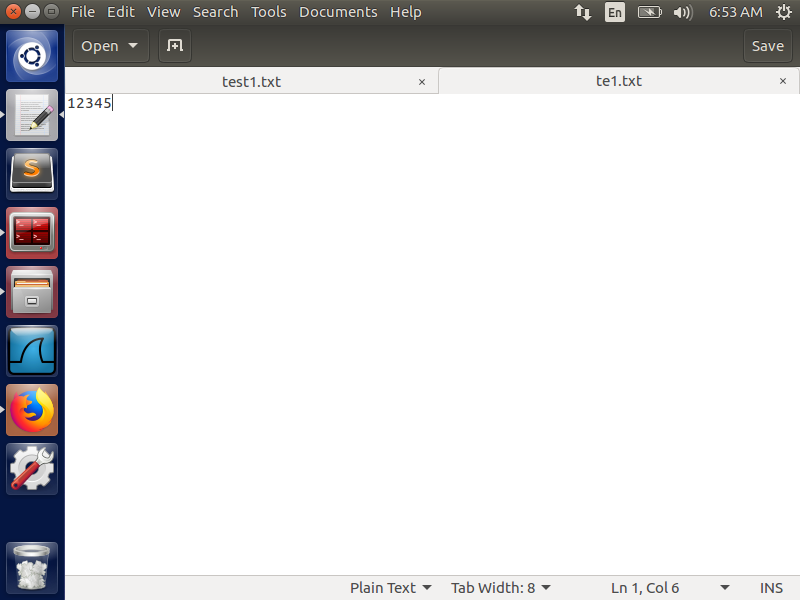 File Edit View Search Tools Documents Help En 6:53 AM
Open Save
test1.txt × te1.txt ×
12345
Plain Text Tab Width: 8 Ln 1, Col 6 INS